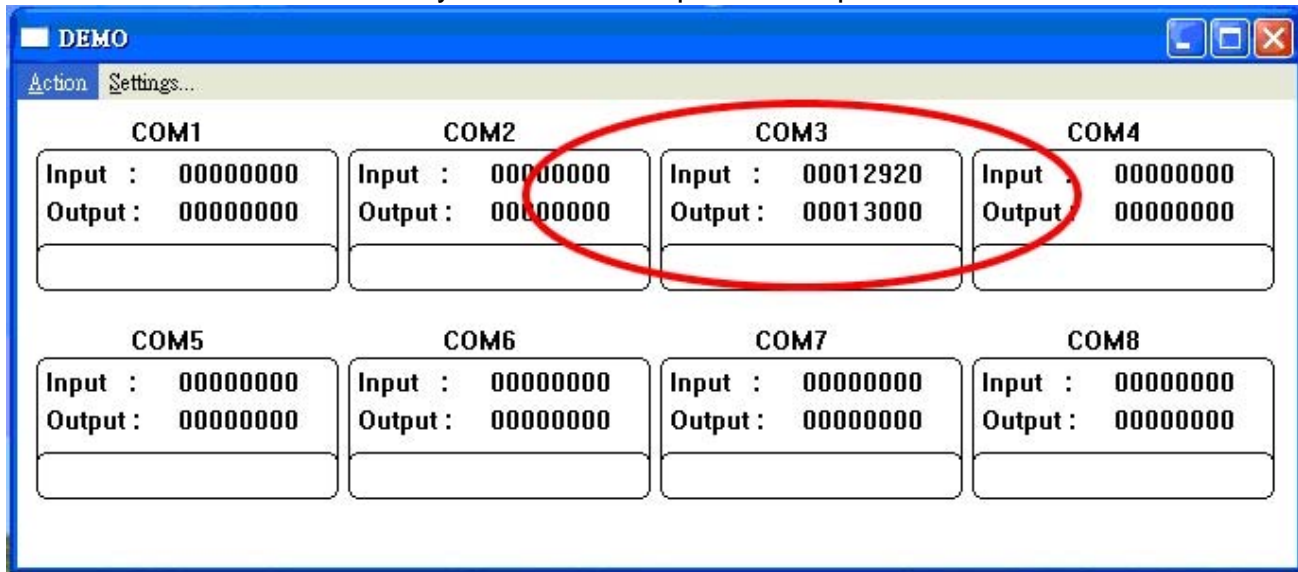 DEMO
Action Settings...
COM1 COM2 COM3 COM4
Input : 00000000 Input : 00000000 Input : 00012920 Input : 00000000
Output : 00000000 Output : 00000000 Output : 00013000 Output : 00000000
COM5 COM6 COM7 COM8
Input : 00000000 Input : 00000000 Input : 00000000 Input : 00000000
Output : 00000000 Output : 00000000 Output : 00000000 Output : 00000000